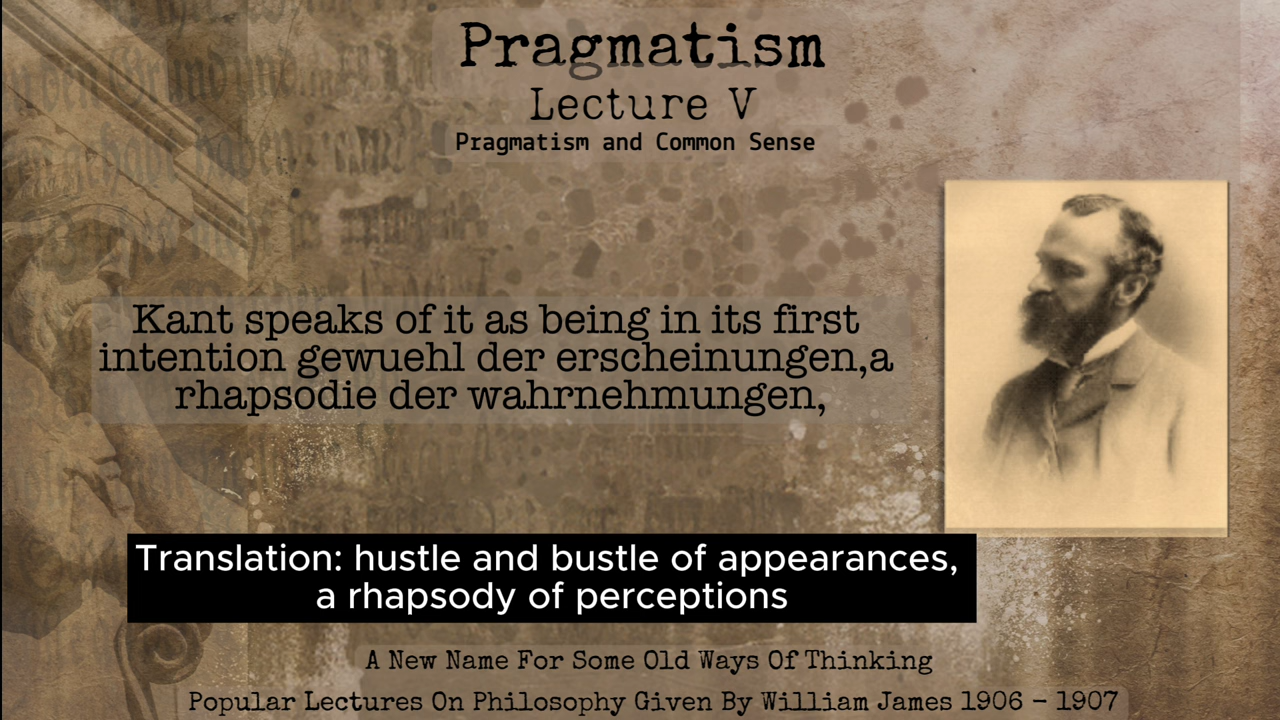 Pragmatism
Lecture V
Pragmatism and Common Sense
Kant speaks of it as being in its first
intention gewuehl der erscheinungen,a
rhapsodie der wahrnehmungen,
Translation: hustle and bustle of appearances,
a rhapsody of perceptions
A New Name For Some Old Ways Of Thinking
Popular Lectures On Philosophy Given By William James 1906 – 1907